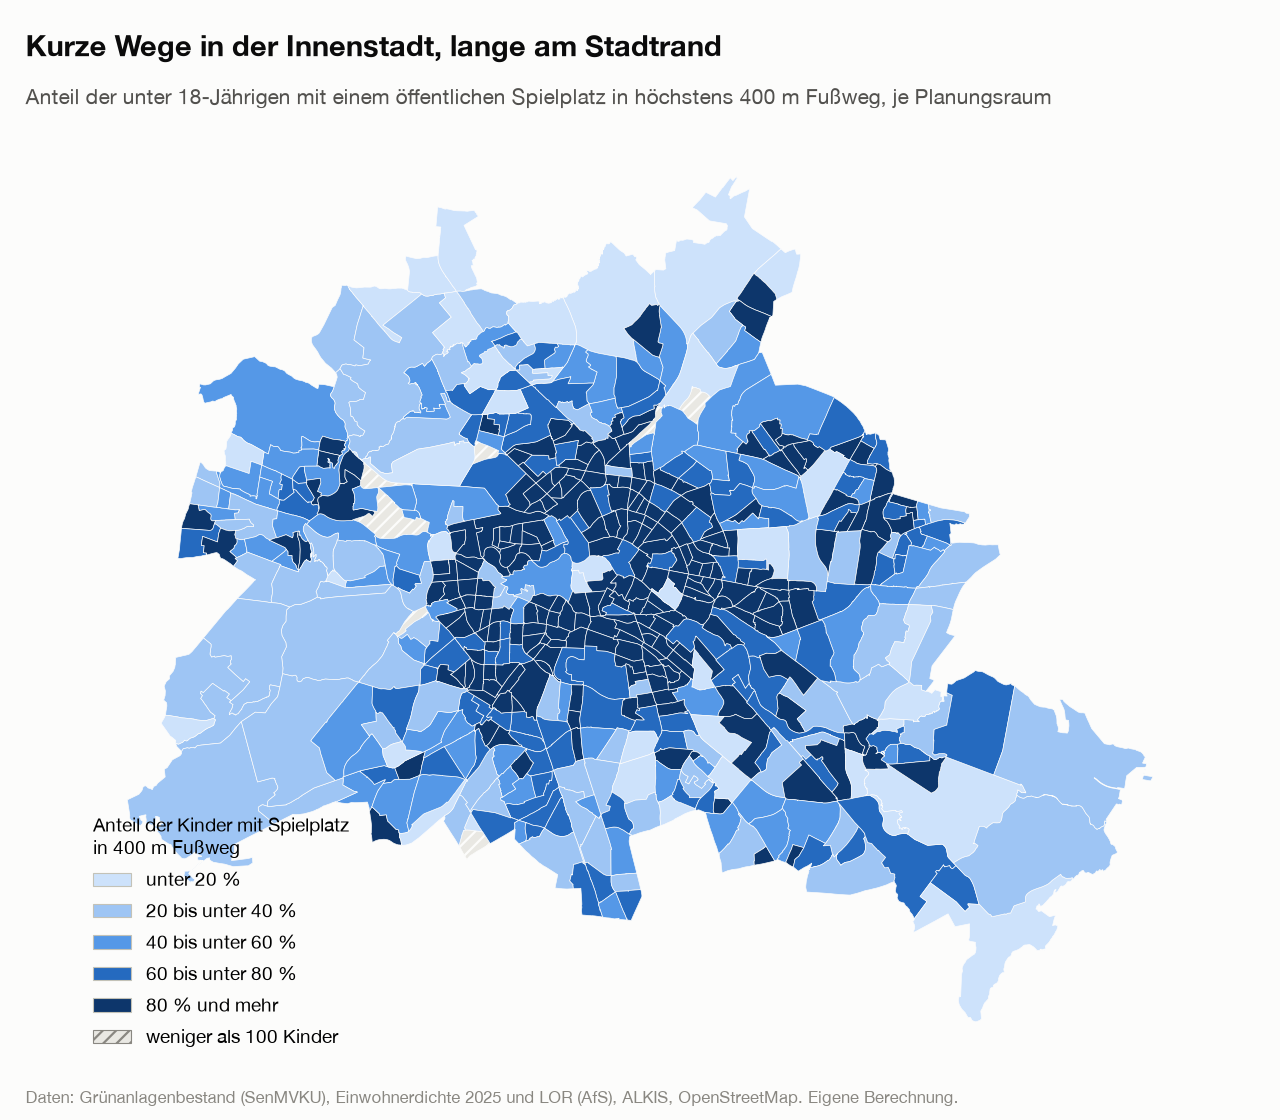 Kurze Wege in der Innenstadt, lange am Stadtrand
Anteil der unter 18-Jährigen mit einem öffentlichen Spielplatz in höchstens 400 m Fußweg, je Planungsraum
Anteil der Kinder mit Spielplatz
in 400 m Fußweg
unter 20 %
20 bis unter 40 %
40 bis unter 60 %
60 bis unter 80 %
80 % und mehr
weniger als 100 Kinder
Daten: Grünanlagenbestand (SenMVKU), Einwohnerdichte 2025 und LOR (AfS), ALKIS, OpenStreetMap. Eigene Berechnung.